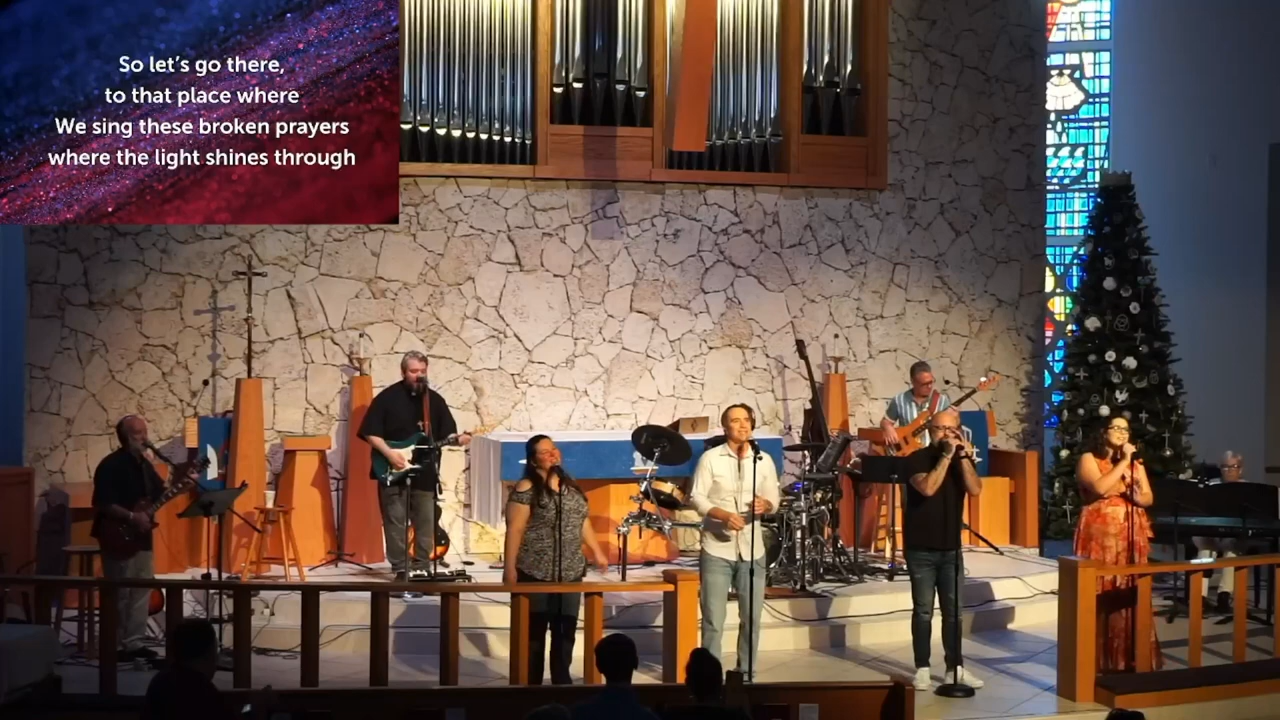 So let's go there,
to that place where
We sing these broken prayers
where the light shines through